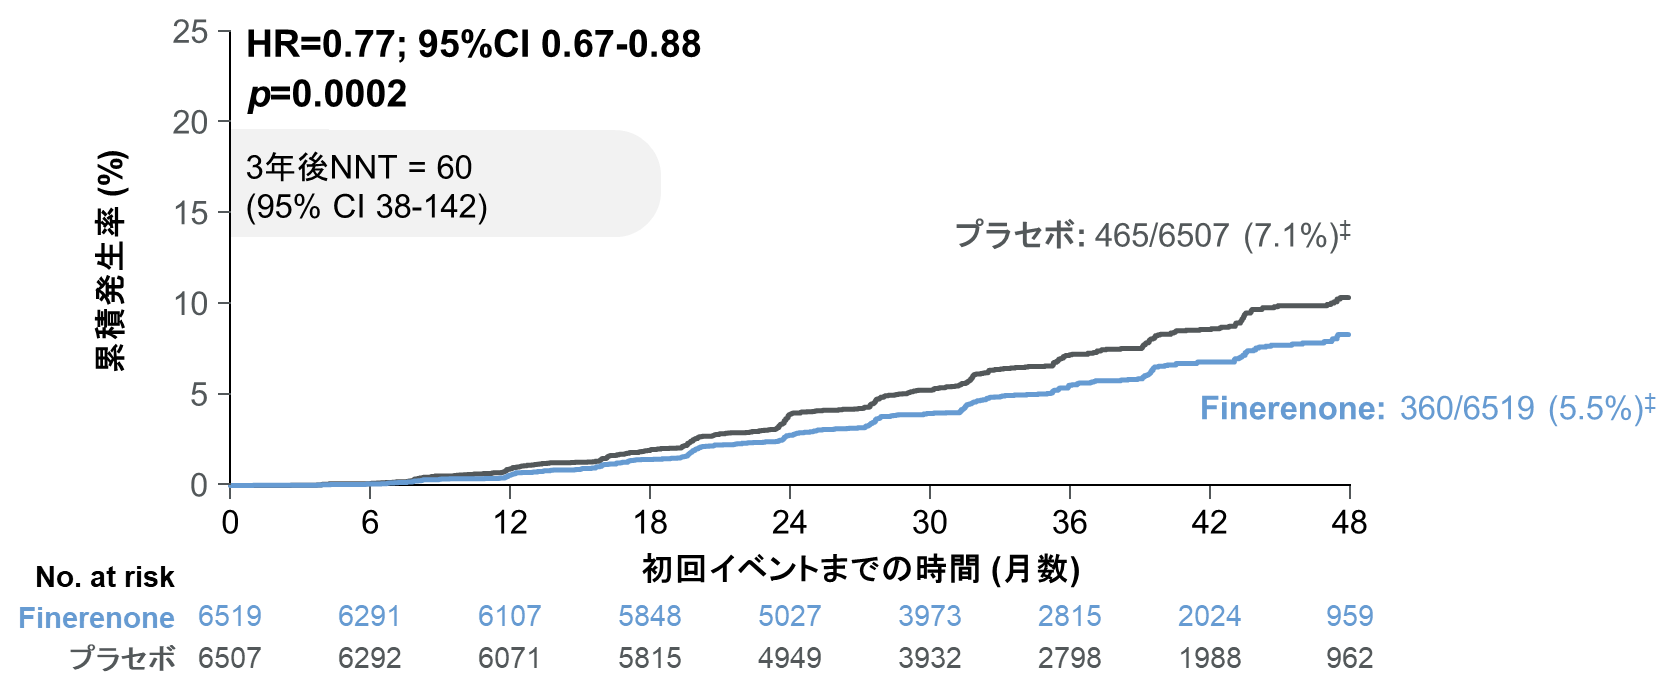 HR=0.77; 95%CI 0.67-0.88
p=0.0002
3年後NNT = 60
(95% CI 38-142)
累積発生率 (%)
25
20
15
10
5
0
プラセボ: 465/6507 (7.1%)‡
Finerenone: 360/6519 (5.5%)‡
0 6 12 18 24 30 36 42 48
初回イベントまでの時間 (月数)
No. at risk
Finerenone 6519 6291 6107 5848 5027 3973 2815 2024 959
プラセボ 6507 6292 6071 5815 4949 3932 2798 1988 962